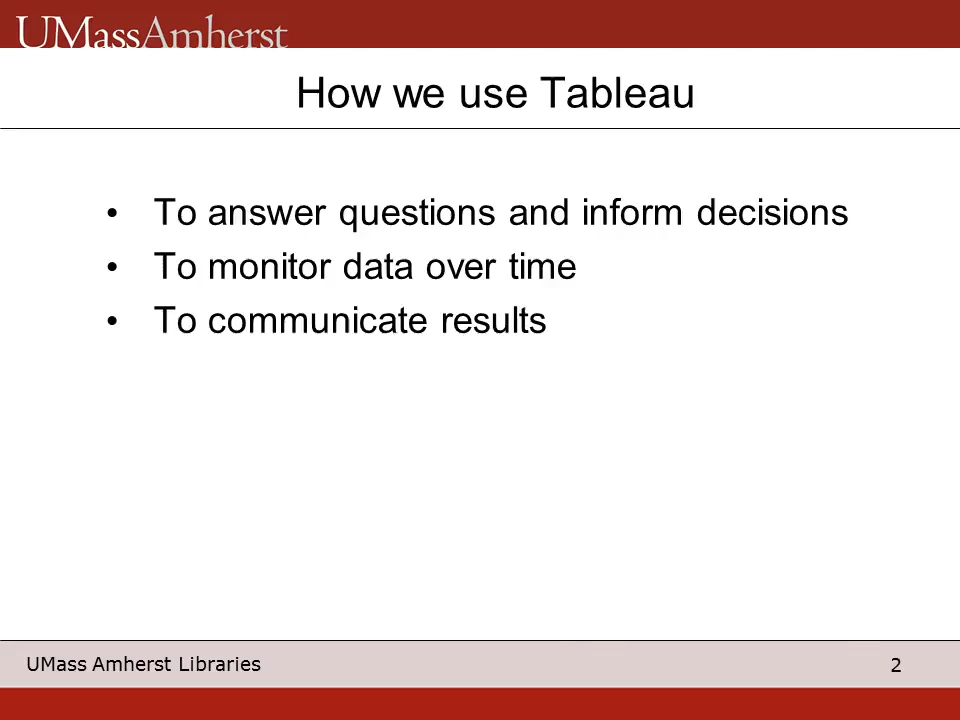 UMassAmherst
How we use Tableau
• To answer questions and inform decisions
• To monitor data over time
• To communicate results
UMass Amherst Libraries
2